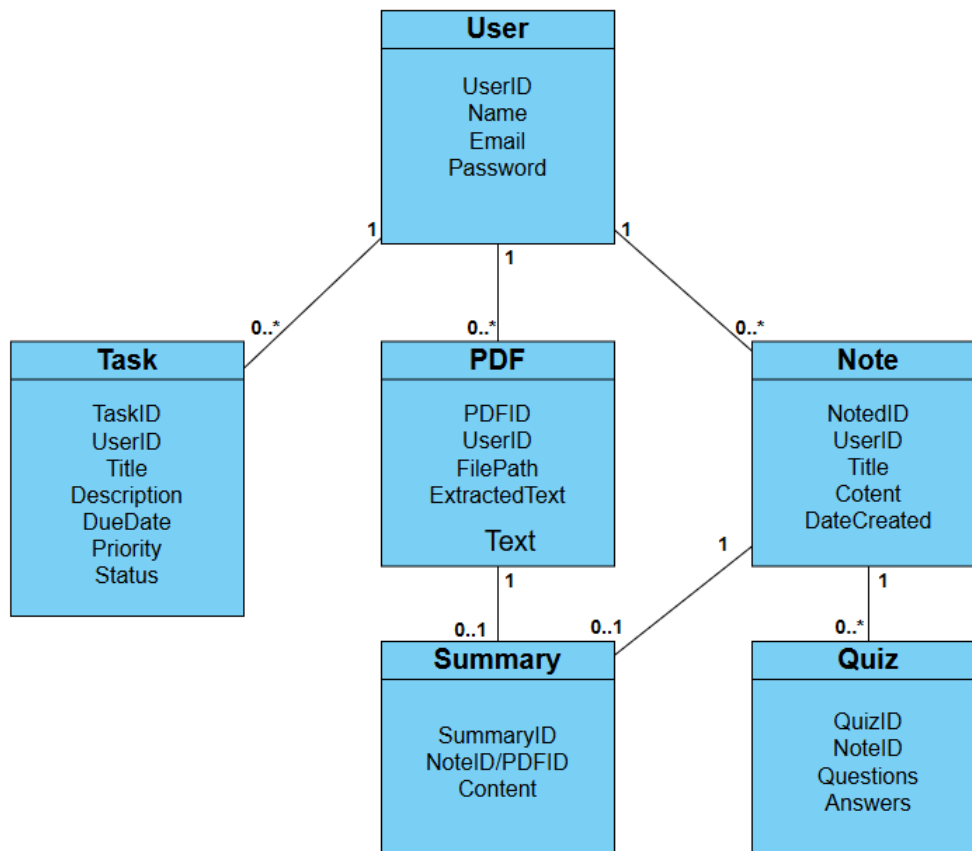 User
UserID
Name
Email
Password
1
1
1
0..*
0..*
0..*
Task
TaskID
UserID
Title
Description
DueDate
Priority
Status
PDF
PDFID
UserID
FilePath
ExtractedText
Text
Note
NotedID
UserID
Title
Cotent
DateCreated
1
1
1
0..1
0..1
0..*
Summary
SummaryID
NoteID/PDFID
Content
Quiz
QuizID
NoteID
Questions
Answers